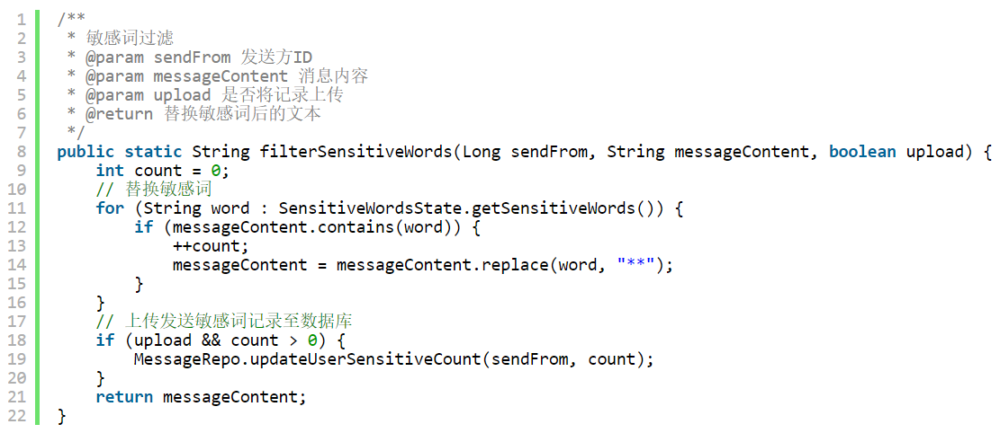 1 /**
2  * 敏感词过滤
3  * @param sendFrom 发送方ID
4  * @param messageContent 消息内容
5  * @param upload 是否将记录上传
6  * @return 替换敏感词后的文本
7  */
8 public static String filterSensitiveWords(Long sendFrom, String messageContent, boolean upload) {
9     int count = 0;
10     // 替换敏感词
11     for (String word : SensitiveWordsState.getSensitiveWords()) {
12         if (messageContent.contains(word)) {
13             ++count;
14             messageContent = messageContent.replace(word, "**");
15         }
16     }
17     // 上传发送敏感词记录至数据库
18     if (upload && count > 0) {
19         MessageRepo.updateUserSensitiveCount(sendFrom, count);
20     }
21     return messageContent;
22 }